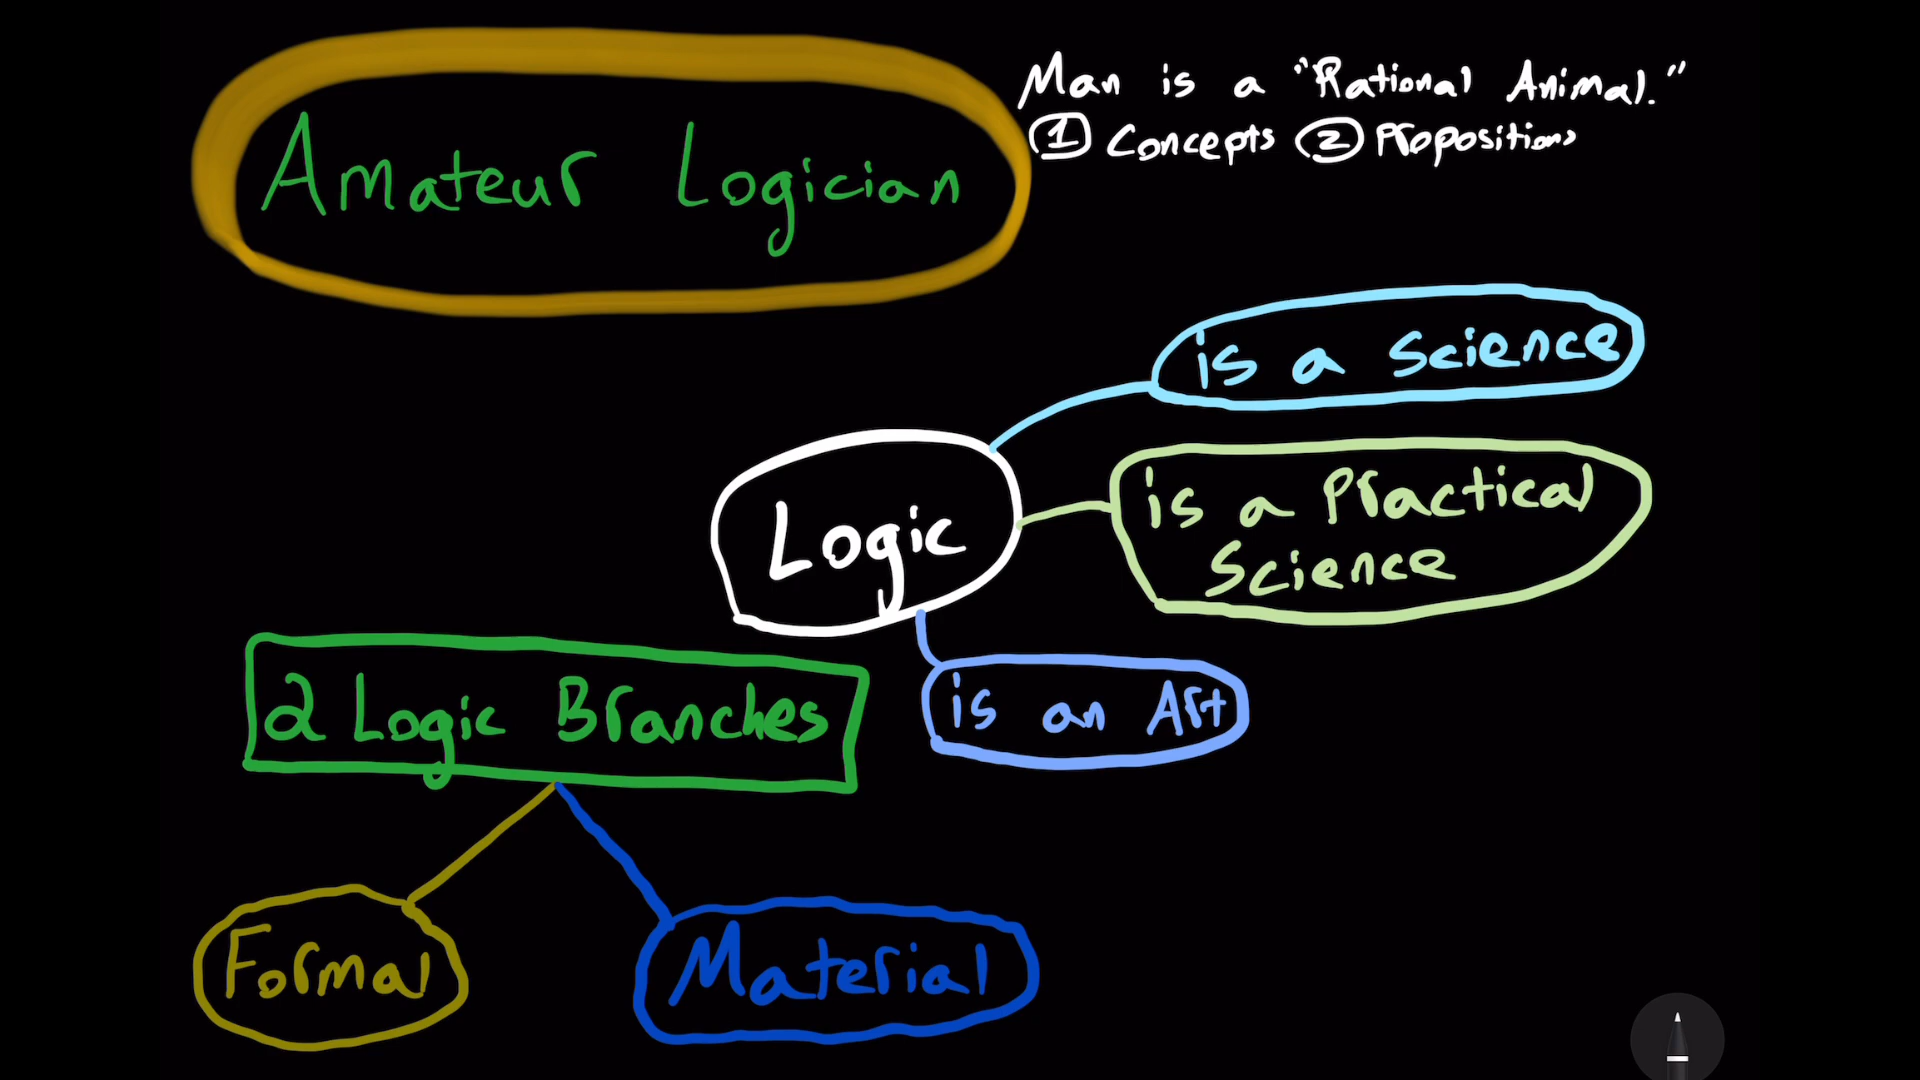 Amateur Logician
Man is a "Rational Animal."
1 Concepts 2 Propositions
is a Science
Logic
is a Practical
Science
2 Logic Branches
is an Art
Formal
Material